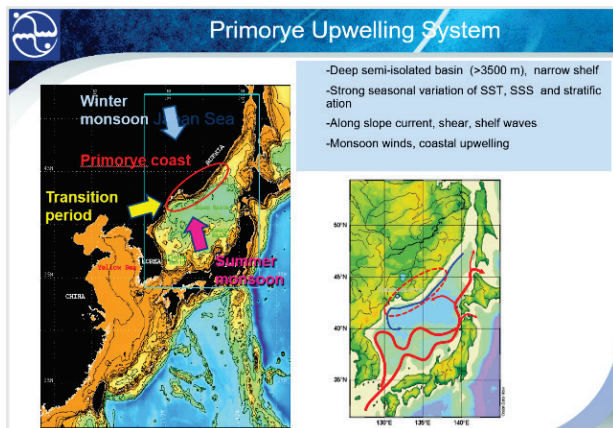 Primorye Upwelling System
Winter
monsoon
Japan Sea
Primorye coast
Transition
period
Summer
monsoon
KOREA
Yellow Sea
CHINA
-Deep semi-isolated basin (>3500 m), narrow shelf
-Strong seasonal variation of SST, SSS and stratific
ation
-Along slope current, shear, shelf waves
-Monsoon winds, coastal upwelling
50°N
45°N
40°N
35°N
130°E
135°E
140°E